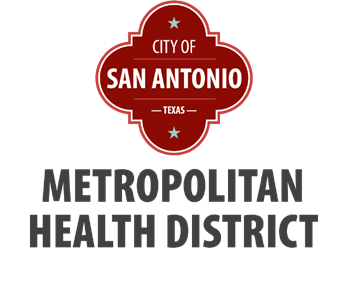 CITY OF
SAN ANTONIO
— TEXAS —
METROPOLITAN
HEALTH DISTRICT